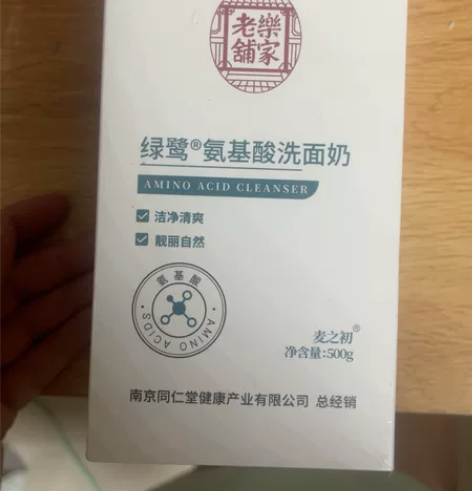 樂家
老舖
绿鹭®氨基酸洗面奶
AMINO ACID CLEANSER
洁净清爽
靓丽自然
氨基酸
AMINO ACIDS
麦之初®
净含量:500g
南京同仁堂健康产业有限公司 总经销